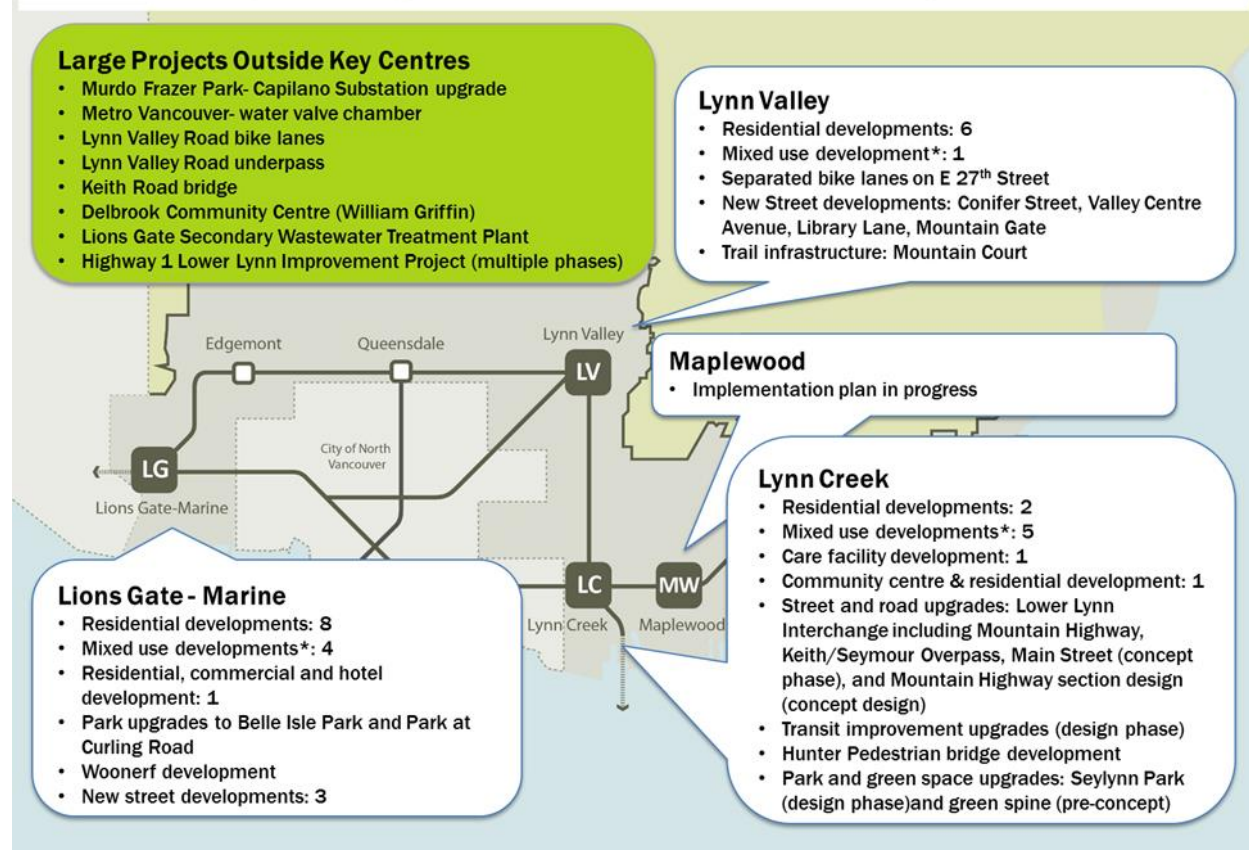 Large Projects Outside Key Centres
• Murdo Frazer Park- Capilano Substation upgrade
• Metro Vancouver- water valve chamber
• Lynn Valley Road bike lanes
• Lynn Valley Road underpass
• Keith Road bridge
• Delbrook Community Centre (William Griffin)
• Lions Gate Secondary Wastewater Treatment Plant
• Highway 1 Lower Lynn Improvement Project (multiple phases)
Lynn Valley
• Residential developments: 6
• Mixed use development*: 1
• Separated bike lanes on E 27th Street
• New Street developments: Conifer Street, Valley Centre
Avenue, Library Lane, Mountain Gate
• Trail infrastructure: Mountain Court
Edgemont
Queensdale
Lynn Valley
LV
Maplewood
• Implementation plan in progress
City of North
Vancouver
LG
Lions Gate-Marine
LC
MW
Lynn Creek
Maplewood
Lions Gate - Marine
• Residential developments: 8
• Mixed use developments*: 4
• Residential, commercial and hotel
development: 1
• Park upgrades to Belle Isle Park and Park at
Curling Road
• Woonerf development
• New street developments: 3
Lynn Creek
• Residential developments: 2
• Mixed use developments*: 5
• Care facility development: 1
• Community centre & residential development: 1
• Street and road upgrades: Lower Lynn
Interchange including Mountain Highway,
Keith/Seymour Overpass, Main Street (concept
phase), and Mountain Highway section design
(concept design)
• Transit improvement upgrades (design phase)
• Hunter Pedestrian bridge development
• Park and green space upgrades: Seylynn Park
(design phase)and green spine (pre-concept)